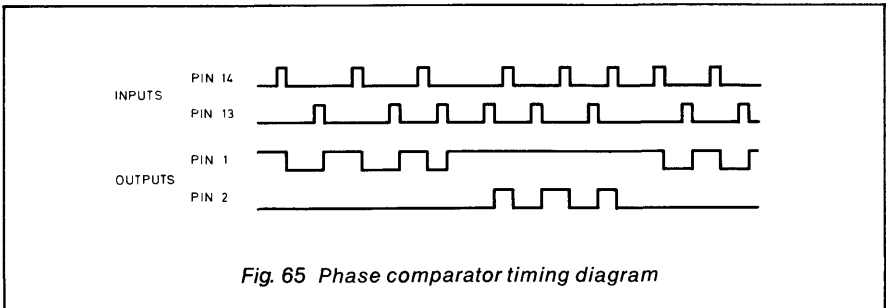 PIN 14
INPUTS
PIN 13
PIN 1
OUTPUTS
PIN 2
Fig. 65 Phase comparator timing diagram